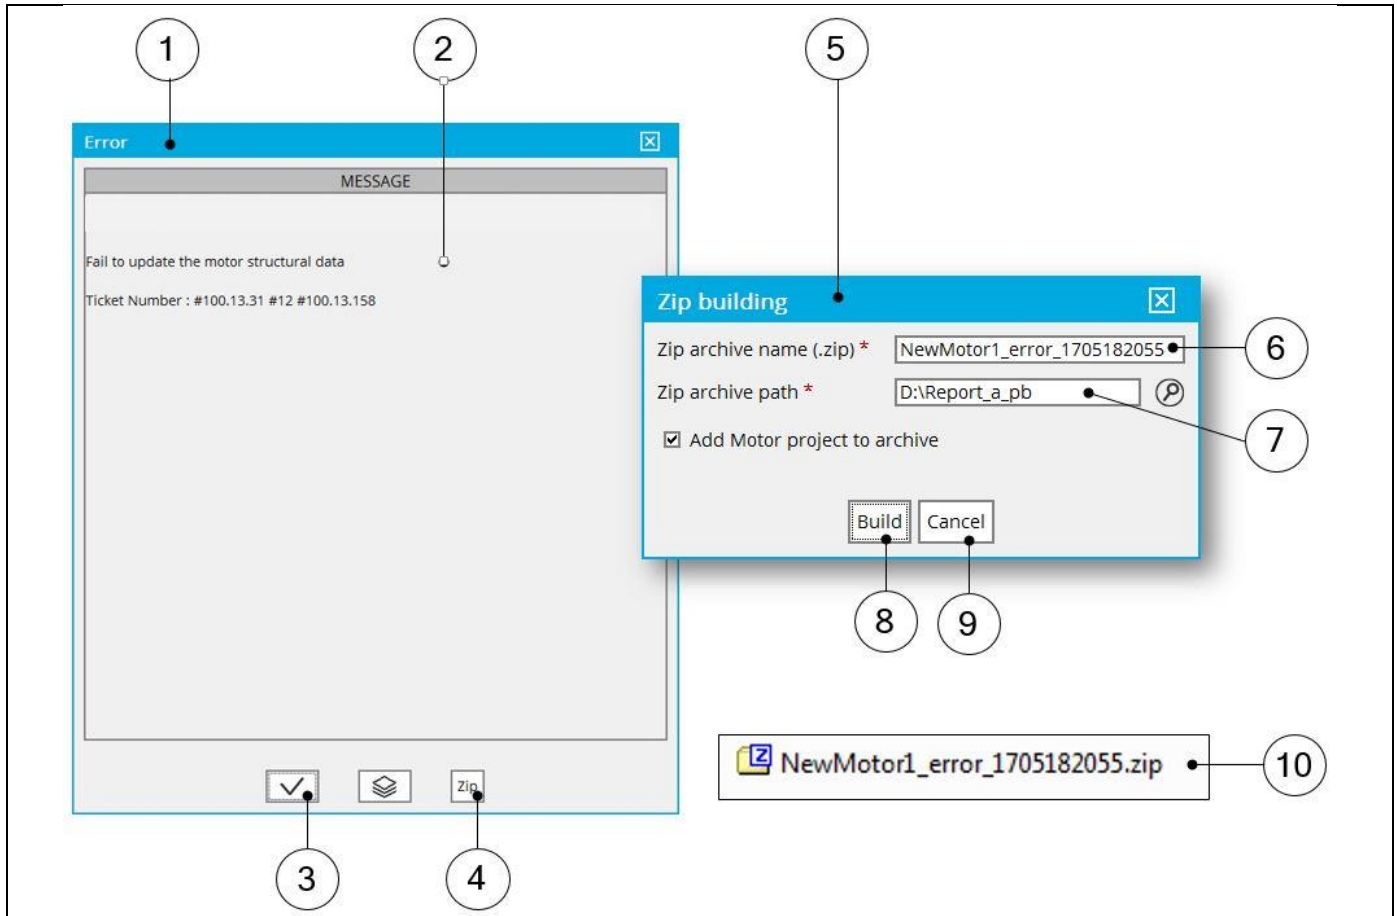 1
2
5
Error
MESSAGE
Fail to update the motor structural data
Ticket Number : #100.13.31 #12 #100.13.158
Zip building
Zip archive name (.zip) * NewMotor1_error_1705182055
6
Zip archive path * D:\Report_a_pb
7
Add Motor project to archive
Build Cancel
8
9
NewMotor1_error_1705182055.zip
10
Zip
3
4